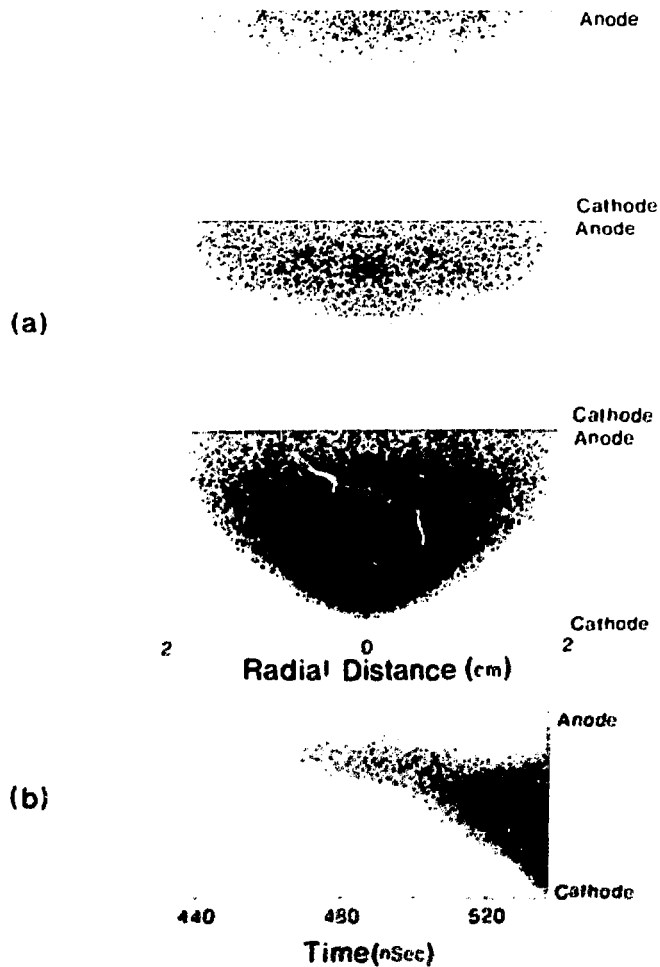 Anode
Cathode
Anode
(a)
Cathode
Anode
Cathode
2 0 2
Radial Distance (cm)
Anode
(b)
Cathode
440 480 520
Time(nSec)